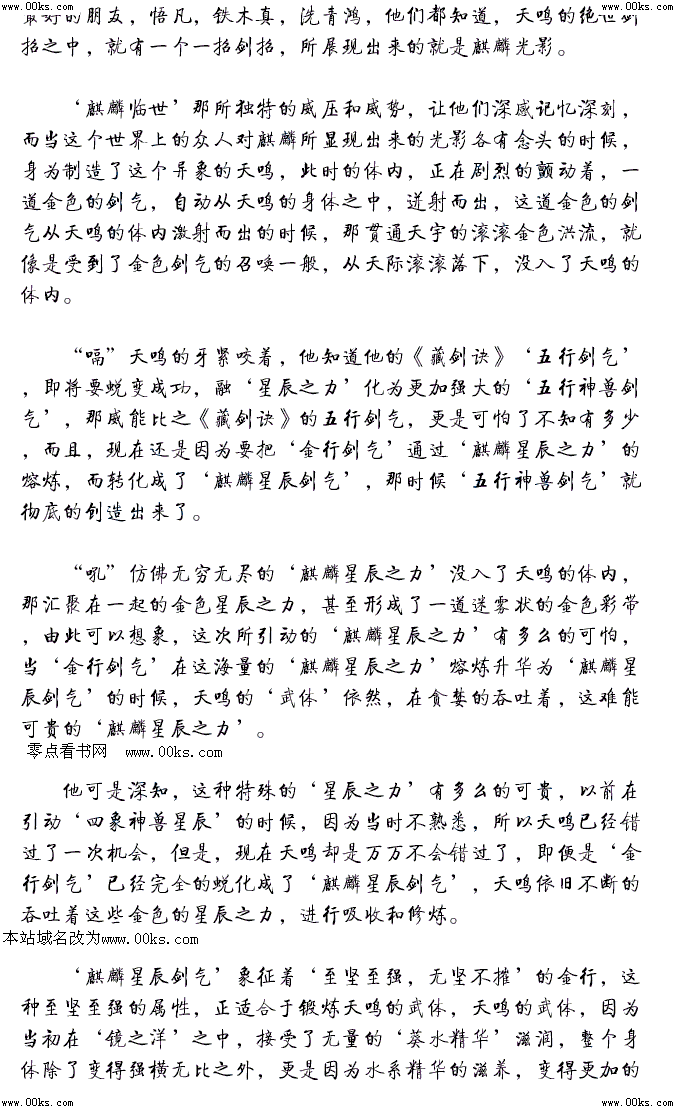 www.00ks.com www.00ks.com
最好的朋友，悟凡，铁木真，冼青鸿，他们都知道，天鸣的绝世剑
招之中，就有一个一招剑招，所展现出来的就是麒麟光影。
‘麒麟临世’那所独特的威压和威势，让他们深感记忆深刻，
而当这个世界上的众人对麒麟所显现出来的光影各有念头的时候，
身为制造了这个异象的天鸣，此时的体内，正在剧烈的颤动着，一
道金色的剑气，自动从天鸣的身体之中，迸射而出，这道金色的剑
气从天鸣的体内激射而出的时候，那贯通天宇的滚滚金色洪流，就
像是受到了金色剑气的召唤一般，从天际滚滚落下，没入了天鸣的
体内。
“嗝”天鸣的牙紧咬着，他知道他的《藏剑诀》‘五行剑气’
，即将要蜕变成功，融‘星辰之力’化为更加强大的‘五行神兽剑
气’，那威能比之《藏剑诀》的五行剑气，更是可怕了不知有多少
，而且，现在还是因为要把‘金行剑气’通过‘麒麟星辰之力’的
熔炼，而转化成了‘麒麟星辰剑气’，那时候‘五行神兽剑气’就
彻底的创造出来了。
“吼”仿佛无穷无尽的‘麒麟星辰之力’没入了天鸣的体内，
那汇聚在一起的金色星辰之力，甚至形成了一道迷雾状的金色彩带
，由此可以想象，这次所引动的‘麒麟星辰之力’有多么的可怕，
当‘金行剑气’在这海量的‘麒麟星辰之力’熔炼升华为‘麒麟星
辰剑气’的时候，天鸣的‘武体’依然，在贪婪的吞吐着，这难能
可贵的‘麒麟星辰之力’。
零点看书网 www.00ks.com
他可是深知，这种特殊的‘星辰之力’有多么的可贵，以前在
引动‘四象神兽星辰’的时候，因为当时不熟悉，所以天鸣已经错
过了一次机会，但是，现在天鸣却是万万不会错过了，即便是‘金
行剑气’已经完全的蜕化成了‘麒麟星辰剑气’，天鸣依旧不断的
吞吐着这些金色的星辰之力，进行吸收和修炼。
本站域名改为www.00ks.com
‘麒麟星辰剑气’象征着‘至坚至强，无坚不摧’的金行，这
种至坚至强的属性，正适合于锻炼天鸣的武体，天鸣的武体，因为
当初在‘镜之洋’之中，接受了无量的‘葵水精华’滋润，整个身
体除了变得强横无比之外，更是因为水系精华的滋养，变得更加的
www.00ks.com www.00ks.com